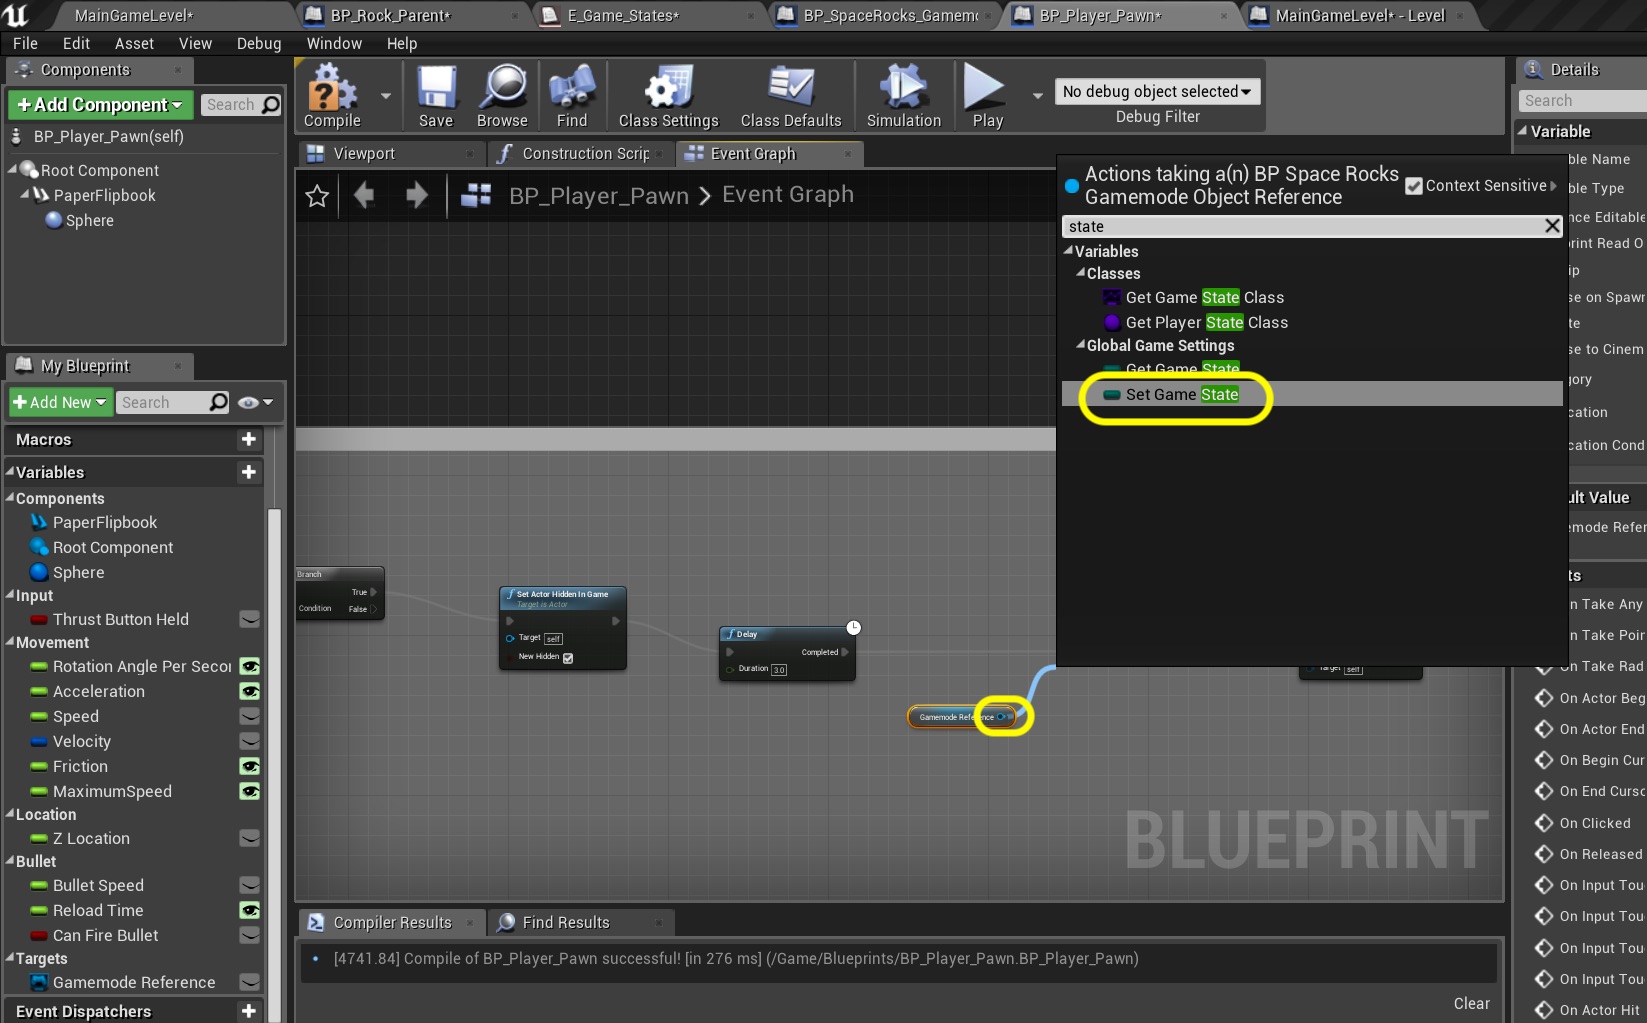 MainGameLevel*
BP_Rock_Parent*
E_Game_States*
BP_SpaceRocks_Gamem
BP_Player_Pawn*
MainGameLevel* - Level
File Edit Asset View Debug Window Help
Components
+Add Component
Search
BP_Player_Pawn(self)
Root Component
PaperFlipbook
Sphere
My Blueprint
+Add New
Search
Macros
Variables
Components
PaperFlipbook
Root Component
Sphere
Input
Thrust Button Held
Movement
Rotation Angle Per Secor
Acceleration
Speed
Velocity
Friction
MaximumSpeed
Location
Z Location
Bullet
Bullet Speed
Reload Time
Can Fire Bullet
Targets
Gamemode Reference
Event Dispatchers
Compile
Save
Browse
Find
Class Settings
Class Defaults
Simulation
Play
No debug object selected
Debug Filter
Viewport
Construction Scrip
Event Graph
BP_Player_Pawn > Event Graph
Branch
True
Condition
False
Set Actor Hidden In Game
Target is Actor
Target self
New Hidden
Delay
Completed
Duration 3.0
Gamemode Reference
Target self
BLUEPRINT
Actions taking a(n) BP Space Rocks
Gamemode Object Reference
Context Sensitive
state
Variables
Classes
Get Game State Class
Get Player State Class
Global Game Settings
Get Game State
Set Game State
Compiler Results
Find Results
[4741.84] Compile of BP_Player_Pawn successful! [in 276 ms] (/Game/Blueprints/BP_Player_Pawn.BP_Player_Pawn)
Clear
Details
Search
Variable
ble Name
ble Type
nce Editable
rint Read O
ip
se on Spawn
te
se to Cinem
gory
cation
cation Cond
ult Value
emode Refer
ts
n Take Any
n Take Poin
On Take Rad
On Actor Beg
On Actor End
On Begin Cur
On End Curso
On Clicked
On Released
On Input Tou
On Input Tou
On Input Tou
On Input Tou
On Actor Hit